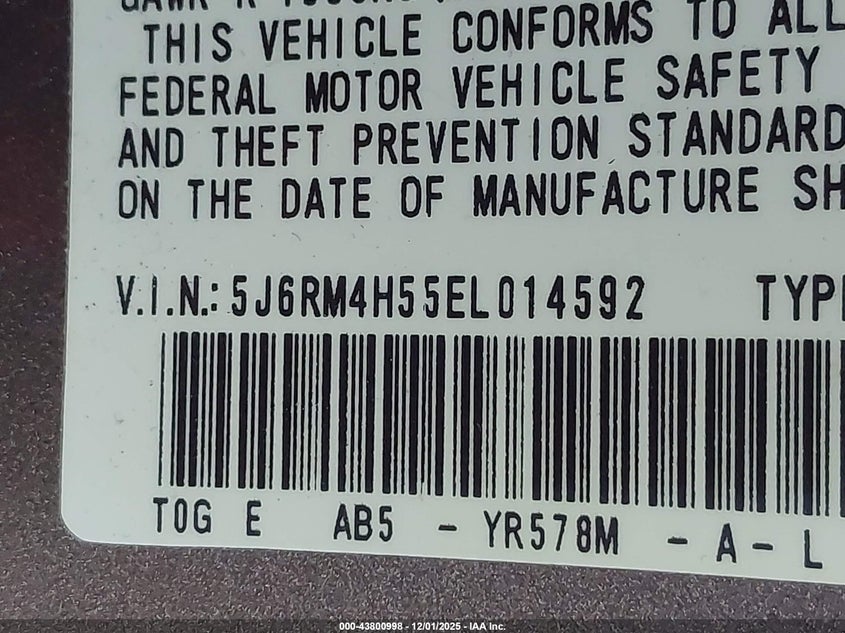 THIS VEHICLE CONFORMS TO ALL
FEDERAL MOTOR VEHICLE SAFETY
AND THEFT PREVENTION STANDARD
ON THE DATE OF MANUFACTURE SH
V.I.N.: 5J6RM4H55EL014592 TYP
T0G E AB5 - YR578M - A - L
000-43800998 - 12/01/2025 - IAA Inc.